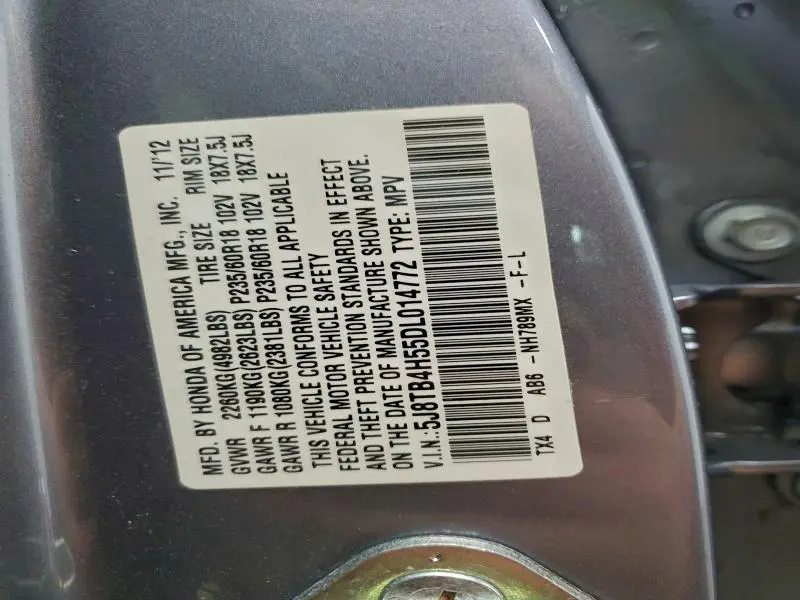 MFD. BY HONDA OF AMERICA MFG., INC. 11/'12
GVWR 2260KG(4982LBS) TIRE SIZE RIM SIZE
GAWR F 1190KG(2623LBS) P235/60R18 102V 18X7.5J
GAWR R 1080KG(2381LBS) P235/60R18 102V 18X7.5J
THIS VEHICLE CONFORMS TO ALL APPLICABLE
FEDERAL MOTOR VEHICLE SAFETY
AND THEFT PREVENTION STANDARDS IN EFFECT
ON THE DATE OF MANUFACTURE SHOWN ABOVE.
V.I.N.:5J8TB4H55DL014772 TYPE: MPV
TX4 D AB6 -NH789MX -F-L